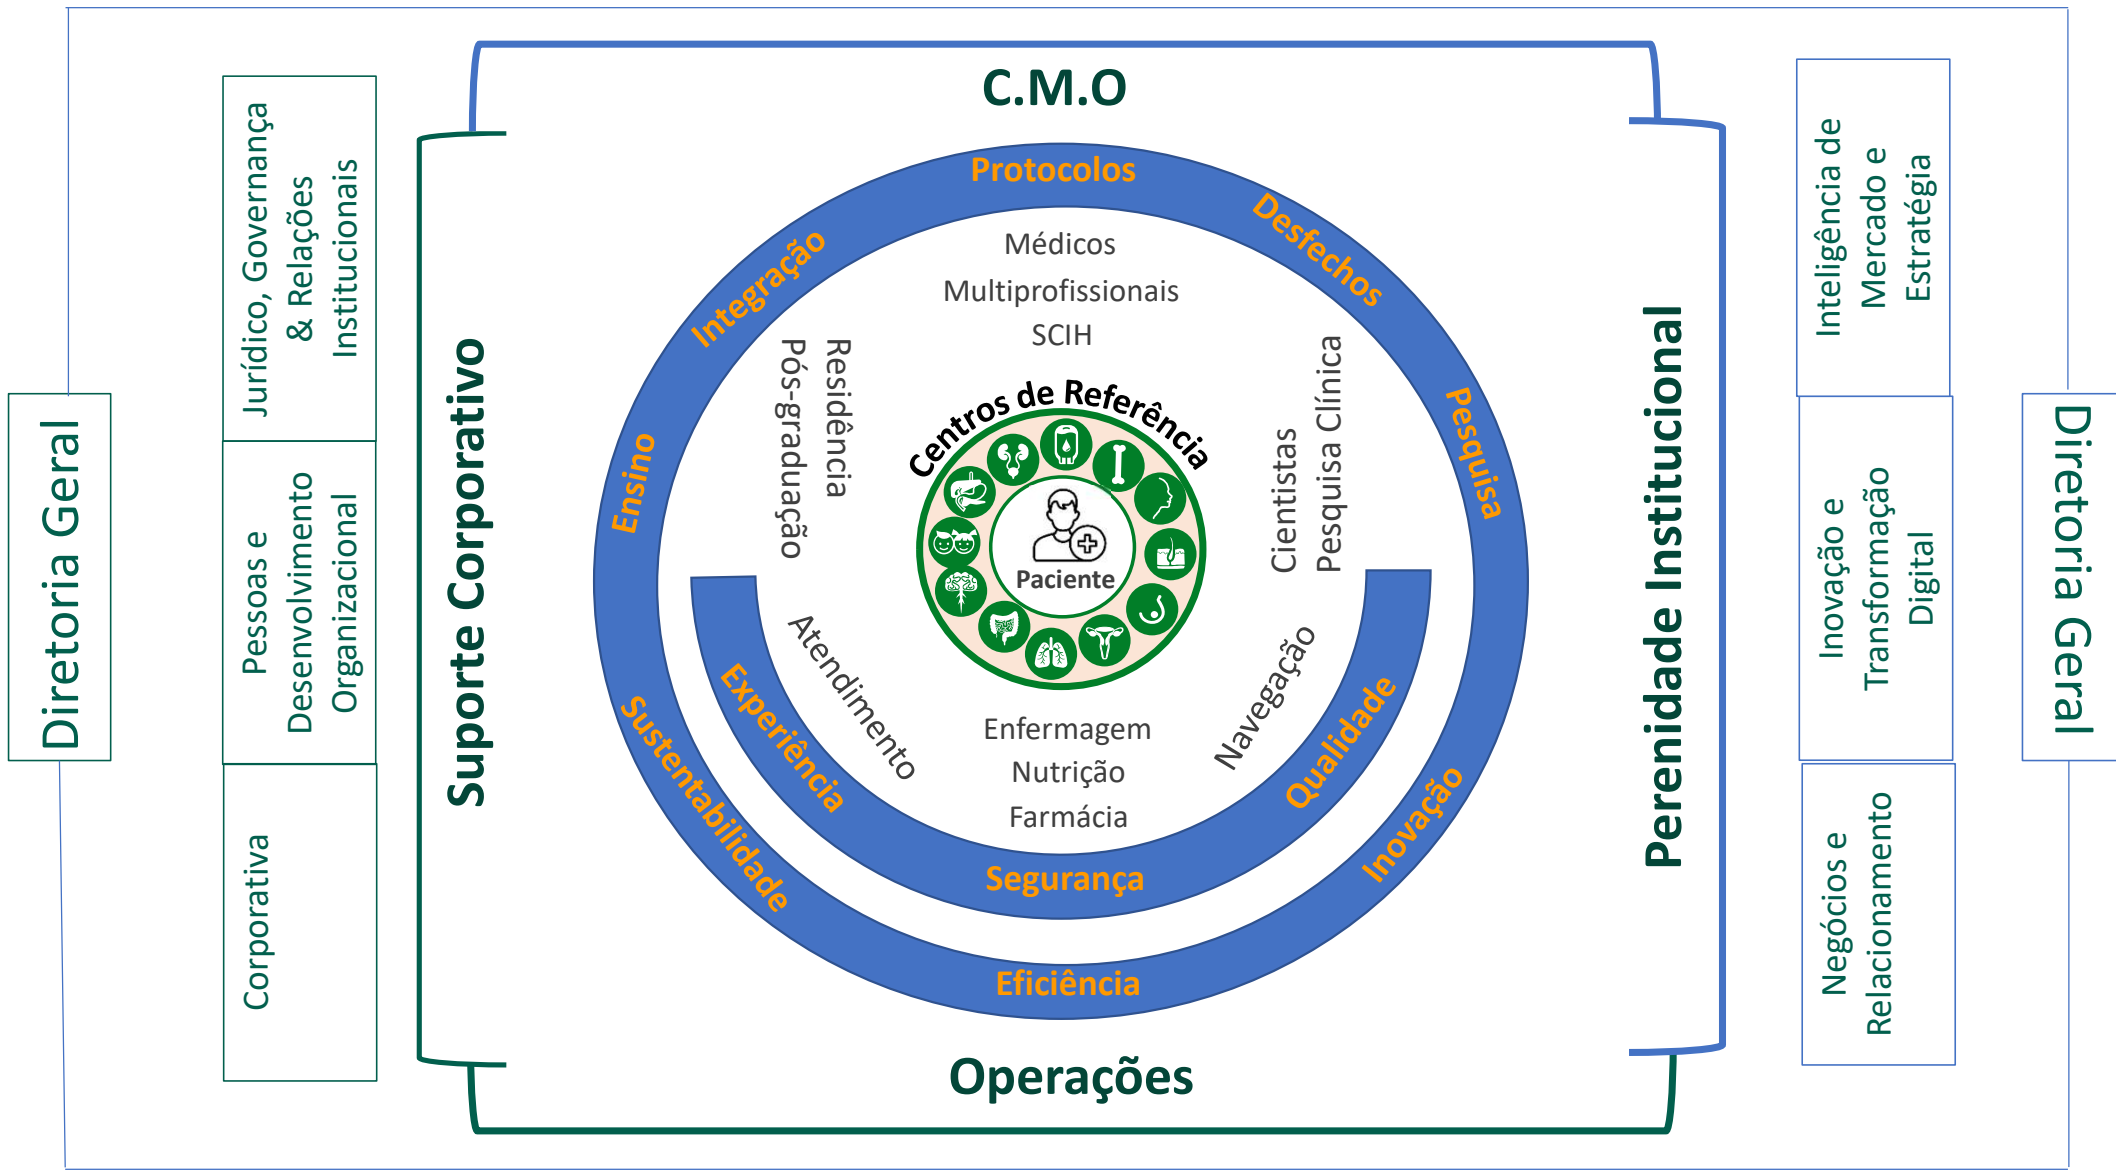 C.M.O
Diretoria Geral
Jurídico, Governança
& Relações
Institucionais
Pessoas e
Desenvolvimento
Organizacional
Corporativa
Suporte Corporativo
Protocolos
Desfechos
Pesquisa
Inovação
Eficiência
Sustentabilidade
Ensino
Integração
Médicos
Multiprofissionais
SCIH
Residência
Pós-graduação
Cientistas
Pesquisa Clínica
Centros de Referência
Paciente
Atendimento
Navegação
Enfermagem
Nutrição
Farmácia
Experiência
Segurança
Qualidade
Operações
Perenidade Institucional
Inteligência de
Mercado e
Estratégia
Inovação e
Transformação
Digital
Negócios e
Relacionamento
Diretoria Geral